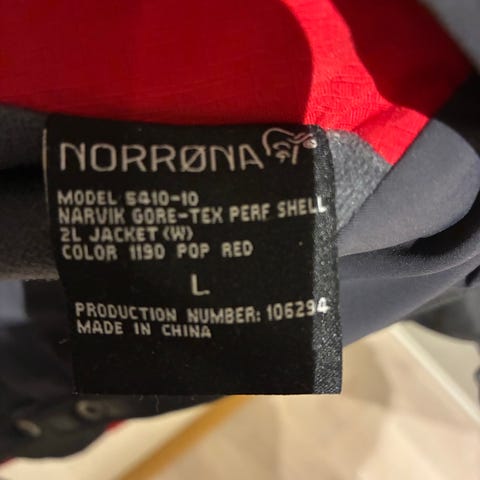 NORRØNA
MODEL 5410-10
NARVIK GORE-TEX PERF SHELL
2L JACKET (W)
COLOR 1190 POP RED
L
PRODUCTION NUMBER: 106294
MADE IN CHINA